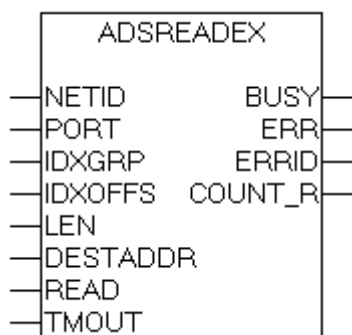 ADSREADEX
NETID BUSY
PORT ERR
IDXGRP ERRID
IDXOFFS COUNT_R
LEN
DESTADDR
READ
TMOUT